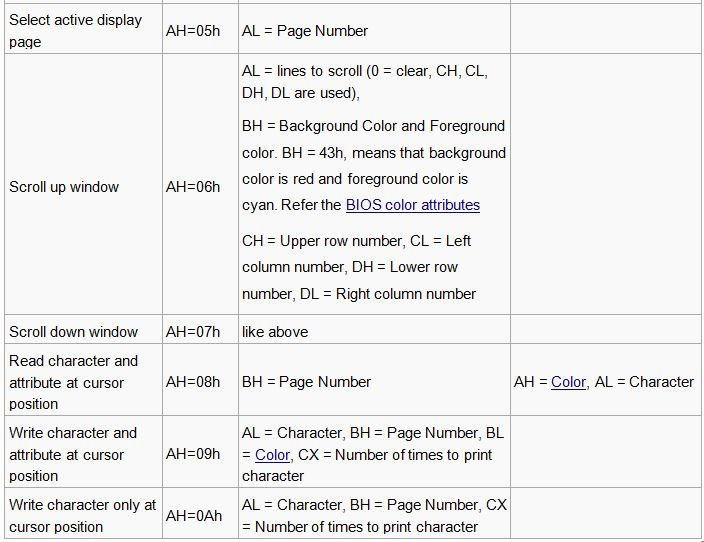 Select active display
page
AH=05h
AL = Page Number
Scroll up window
AH=06h
AL = lines to scroll (0 = clear, CH, CL,
DH, DL are used),
BH = Background Color and Foreground
color. BH = 43h, means that background
color is red and foreground color is
cyan. Refer the BIOS color attributes
CH = Upper row number, CL = Left
column number, DH = Lower row
number, DL = Right column number
Scroll down window
AH=07h
like above
Read character and
attribute at cursor
position
AH=08h
BH = Page Number
AH = Color, AL = Character
Write character and
attribute at cursor
position
AH=09h
AL = Character, BH = Page Number, BL
= Color, CX = Number of times to print
character
Write character only at
cursor position
AH=0Ah
AL = Character, BH = Page Number, CX
= Number of times to print character